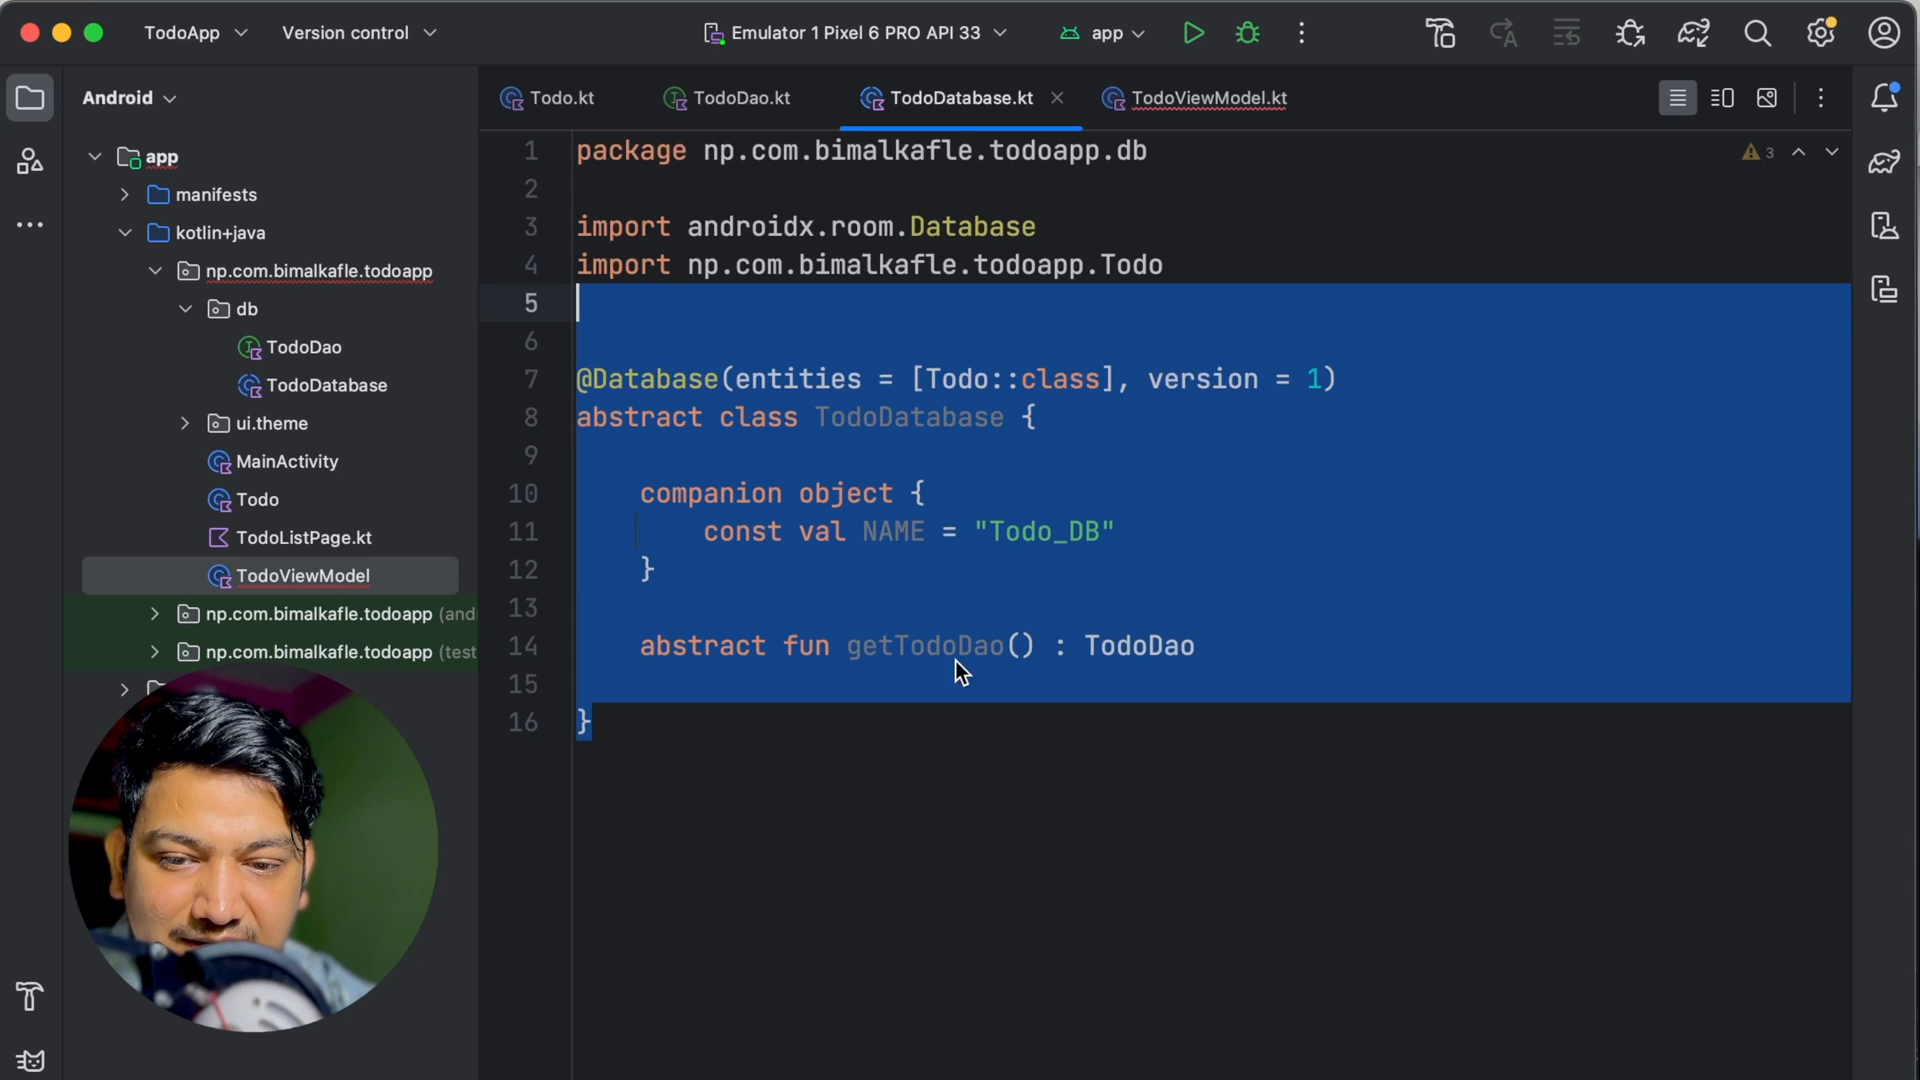 TodoApp Version control Emulator 1 Pixel 6 PRO API 33 app
Android Todo.kt TodoDao.kt TodoDatabase.kt TodoViewModel.kt
app
manifests
kotlin+java
np.com.bimalkafle.todoapp
db
TodoDao
TodoDatabase
ui.theme
MainActivity
Todo
TodoListPage.kt
TodoViewModel
np.com.bimalkafle.todoapp (and
np.com.bimalkafle.todoapp (test
1 package np.com.bimalkafle.todoapp.db
3
2
3 import androidx.room.Database
4 import np.com.bimalkafle.todoapp.Todo
5
6
7 @Database(entities = [Todo::class], version = 1)
8 abstract class TodoDatabase {
9
10 companion object {
11 const val NAME = "Todo_DB"
12 }
13
14 abstract fun getTodoDao() : TodoDao
15
16 }